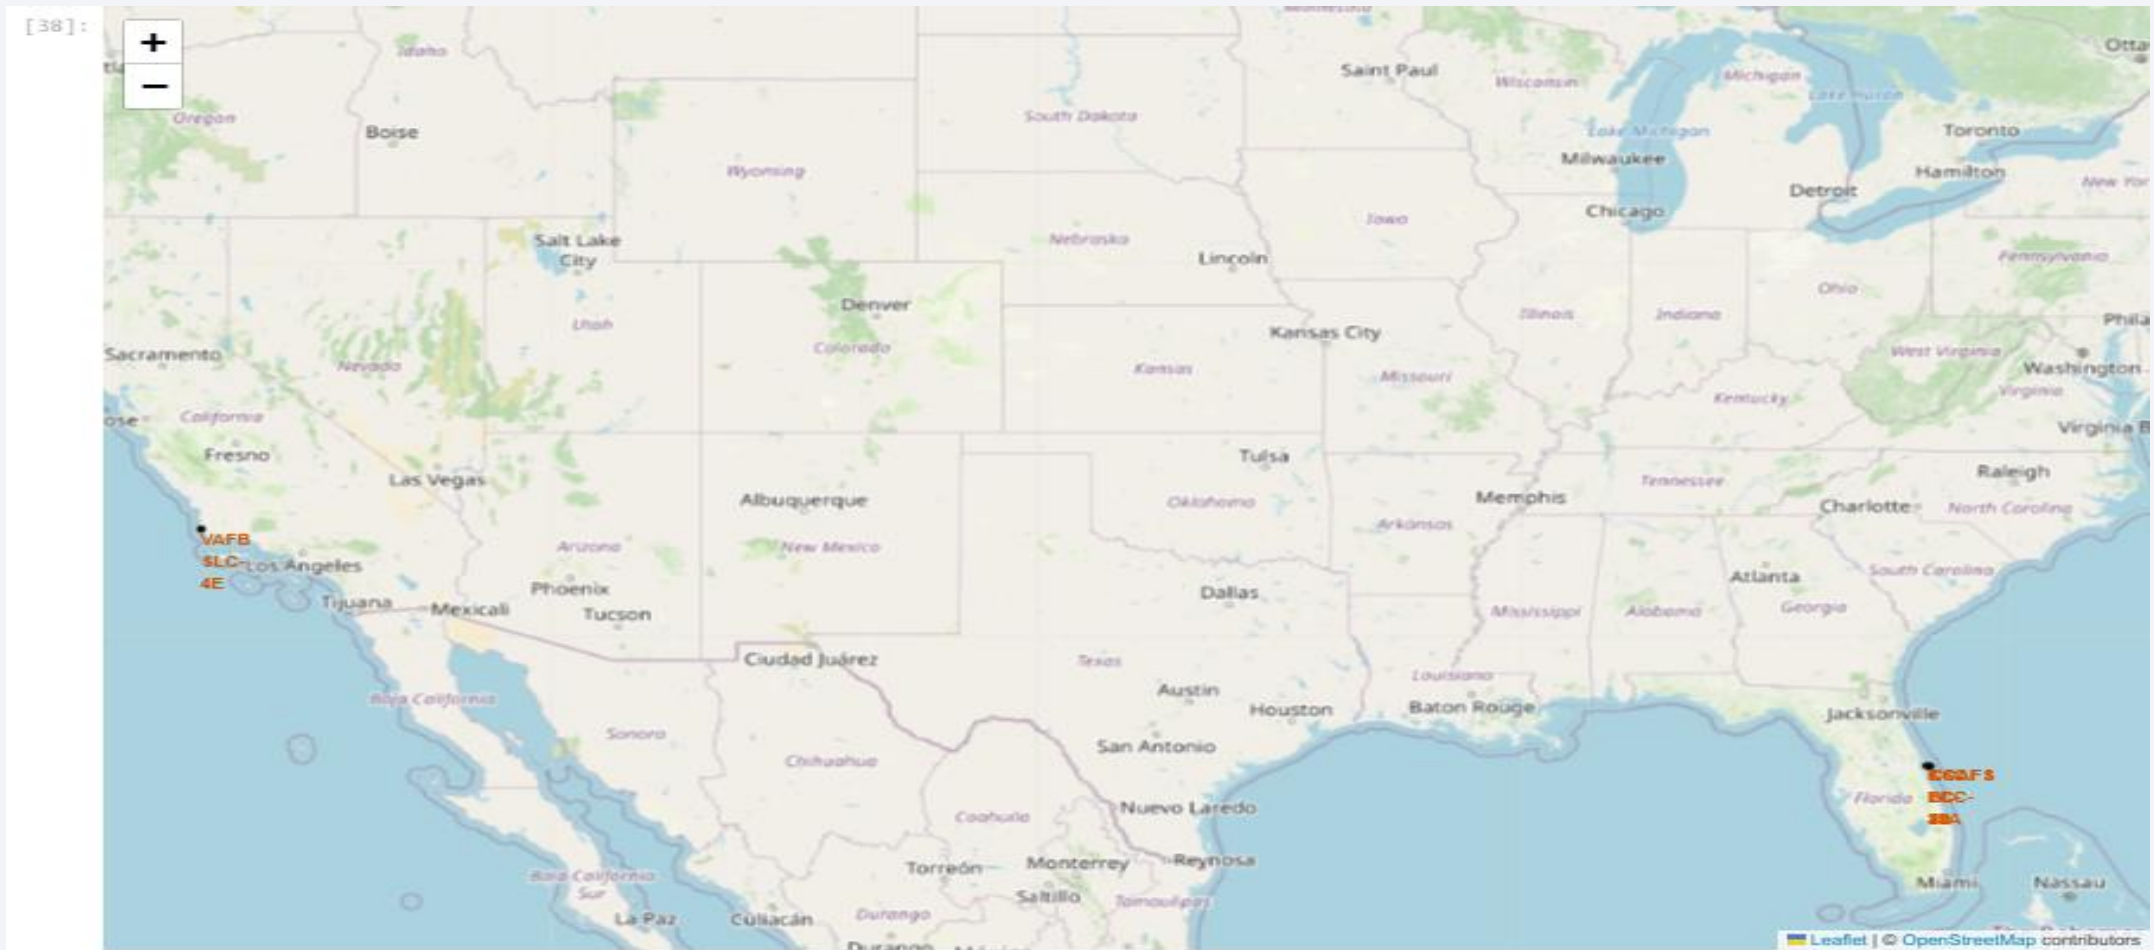 [38]:
+
−
Idaho
Otta
Saint Paul
Wisconsin
Michigan
Lake Huron
Oregon
South Dakota
Boise
Lake Michigan
Toronto
Milwaukee
Wyoming
Hamilton
New Yor
Detroit
Chicago
Iowa
Salt Lake
City
Nebraska
Lincoln
Pennsylvania
Ohio
Denver
Utah
Illinois
Indiana
Phila
Kansas City
Sacramento
Colorado
West Virginia
Nevada
Kansas
Missouri
Washington
Virginia
Kentucky
California
ose
Virginia B
Fresno
Tulsa
Raleigh
Las Vegas
Tennessee
Albuquerque
Memphis
Oklahoma
Charlotte
North Carolina
Arkansas
VAFB
SLC-
4E
Los Angeles
Arizona
New Mexico
South Carolina
Atlanta
Phoenix
Dallas
Tijuana
Mexicali
Tucson
Mississippi
Alabama
Georgia
Ciudad Juárez
Texas
Louisiana
Austin
Baja California
Houston
Baton Rouge
Jacksonville
Sonora
San Antonio
Chihuahua
Florida
Nuevo Laredo
Coahuila
Torreón
Monterrey
Reynosa
Baja California
Sur
Saltillo
Tamaulipas
Miami
Nassau
La Paz
Culiacán
Durango
Durango
Leaflet | © OpenStreetMap contributors